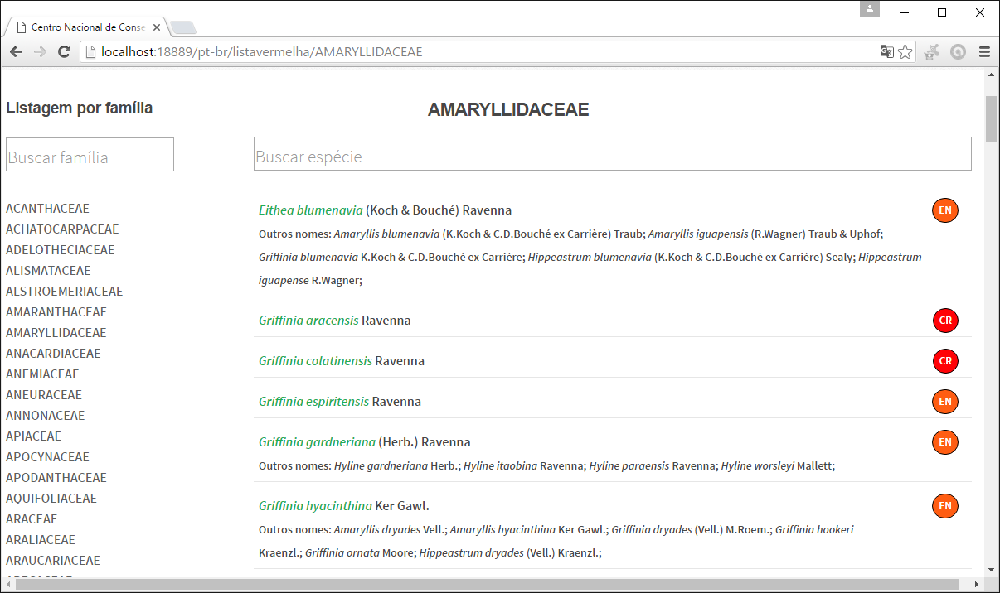 Centro Nacional de Conse
localhost:18889/pt-br/listavermelha/AMARYLLIDACEAE
Listagem por família
Buscar família
ACANTHACEAE
ACHATOCARPACEAE
ADELOTHECIACEAE
ALISMATACEAE
ALSTROEMERIACEAE
AMARANTHACEAE
AMARYLLIDACEAE
ANACARDIACEAE
ANEMIACEAE
ANEURACEAE
ANNONACEAE
APIACEAE
APOCYNACEAE
APODANTHACEAE
AQUIFOLIACEAE
ARACEAE
ARALIACEAE
ARAUCARIACEAE
AMARYLLIDACEAE
Buscar espécie
Eithea blumenavia (Koch & Bouché) Ravenna EN
Outros nomes: Amaryllis blumenavia (K.Koch & C.D.Bouché ex Carrière) Traub; Amaryllis iguapensis (R.Wagner) Traub & Uphof;
Griffinia blumenavia K.Koch & C.D.Bouché ex Carrière; Hippeastrum blumenavia (K.Koch & C.D.Bouché ex Carrière) Sealy; Hippeastrum
iguapense R.Wagner;
Griffinia aracensis Ravenna CR
Griffinia colatinensis Ravenna CR
Griffinia espiritensis Ravenna EN
Griffinia gardneriana (Herb.) Ravenna EN
Outros nomes: Hyline gardneriana Herb.; Hyline itaobina Ravenna; Hyline paraensis Ravenna; Hyline worsleyi Mallett;
Griffinia hyacinthina Ker Gawl. EN
Outros nomes: Amaryllis dryades Vell.; Amaryllis hyacinthina Ker Gawl.; Griffinia dryades (Vell.) M.Roem.; Griffinia hookeri
Kraenzl.; Griffinia ornata Moore; Hippeastrum dryades (Vell.) Kraenzl.;